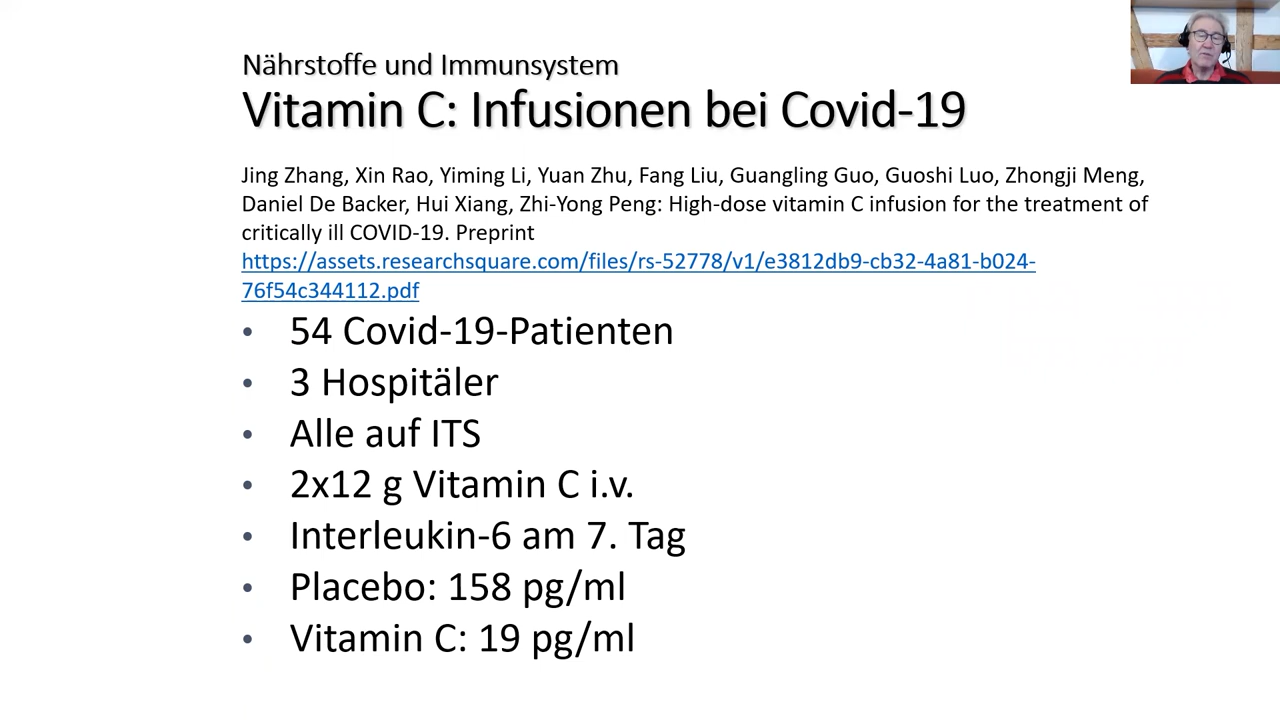 Nährstoffe und Immunsystem
Vitamin C: Infusionen bei Covid-19
Jing Zhang, Xin Rao, Yiming Li, Yuan Zhu, Fang Liu, Guangling Guo, Guoshi Luo, Zhongji Meng,
Daniel De Backer, Hui Xiang, Zhi-Yong Peng: High-dose vitamin C infusion for the treatment of
critically ill COVID-19. Preprint
https://assets.researchsquare.com/files/rs-52778/v1/e3812db9-cb32-4a81-b024-
76f54c344112.pdf
• 54 Covid-19-Patienten
• 3 Hospitäler
• Alle auf ITS
• 2x12 g Vitamin C i.v.
• Interleukin-6 am 7. Tag
• Placebo: 158 pg/ml
• Vitamin C: 19 pg/ml